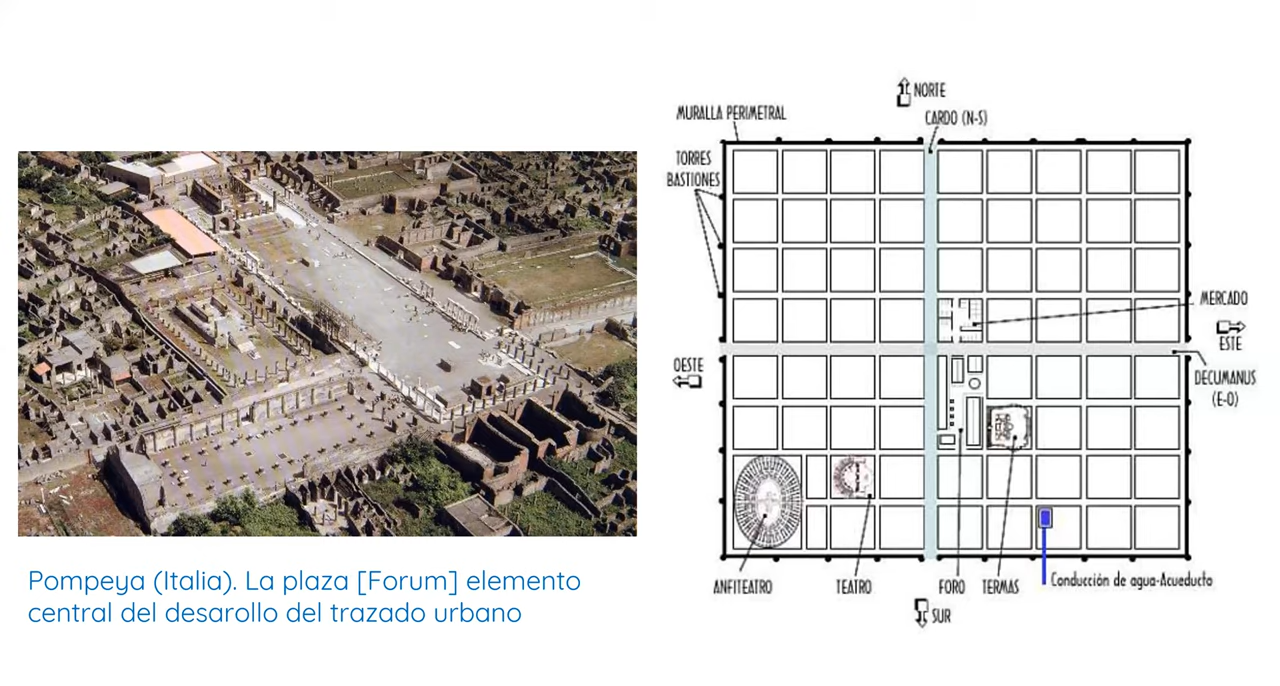 Pompeya (Italia). La plaza [Forum] elemento
central del desarollo del trazado urbano
NORTE
MURALLA PERIMETRAL
CARDO (N-S)
TORRES
BASTIONES
MERCADO
ESTE
OESTE
DECUMANUS
(E-O)
ANFITEATRO
TEATRO
FORO
TERMAS
Conducción de agua-Acueducto
SUR